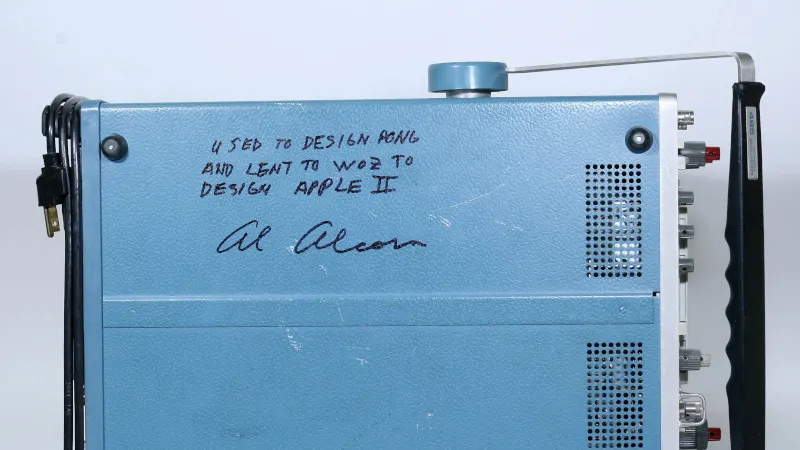 USED TO DESIGN PONG
AND LENT TO WOZ TO
DESIGN APPLE II
Al Alcorn